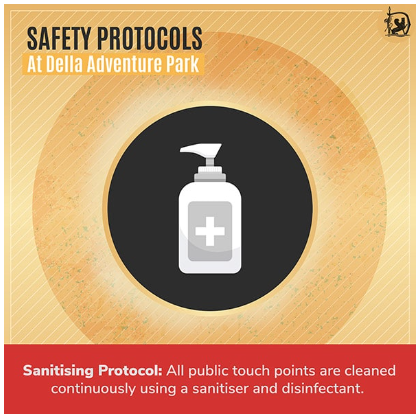 SAFETY PROTOCOLS
At Della Adventure Park
Sanitising Protocol: All public touch points are cleaned
continuously using a sanitiser and disinfectant.